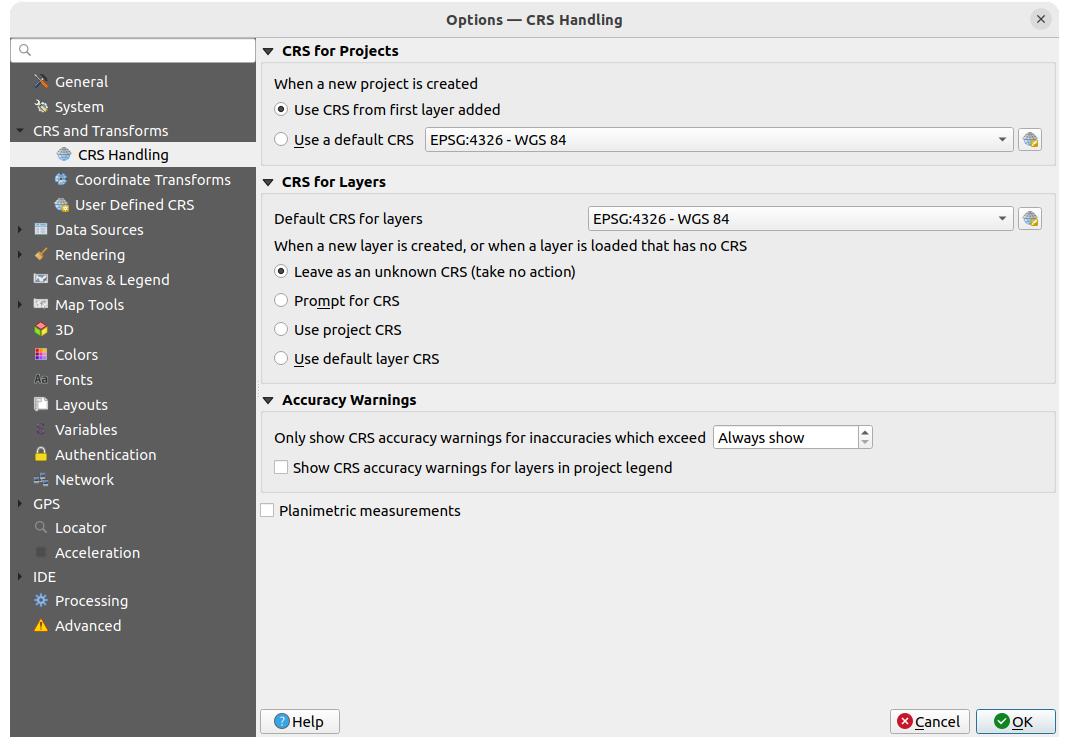 Options — CRS Handling
General
System
CRS and Transforms
CRS Handling
Coordinate Transforms
User Defined CRS
Data Sources
Rendering
Canvas & Legend
Map Tools
3D
Colors
Fonts
Layouts
Variables
Authentication
Network
GPS
Locator
Acceleration
IDE
Processing
Advanced
CRS for Projects
When a new project is created
Use CRS from first layer added
Use a default CRS EPSG:4326 - WGS 84
CRS for Layers
Default CRS for layers EPSG:4326 - WGS 84
When a new layer is created, or when a layer is loaded that has no CRS
Leave as an unknown CRS (take no action)
Prompt for CRS
Use project CRS
Use default layer CRS
Accuracy Warnings
Only show CRS accuracy warnings for inaccuracies which exceed Always show
Show CRS accuracy warnings for layers in project legend
Planimetric measurements
Help Cancel OK